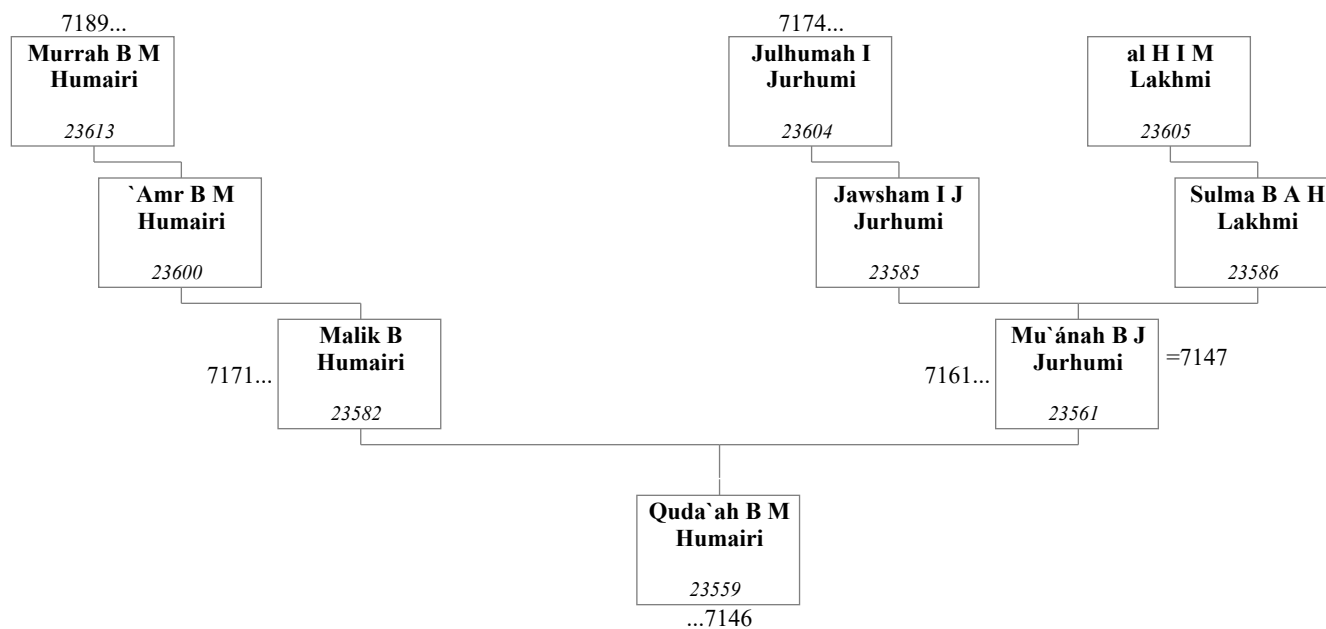 7189...
Murrah B M
Humairi
23613
7174...
Julhumah I
Jurhumi
23604
al H I M
Lakhmi
23605
`Amr B M
Humairi
23600
Jawsham I J
Jurhumi
23585
Sulma B A H
Lakhmi
23586
7171...
Malik B
Humairi
23582
7161...
Mu`ánah B J
Jurhumi
23561
=7147
Quda`ah B M
Humairi
23559
...7146